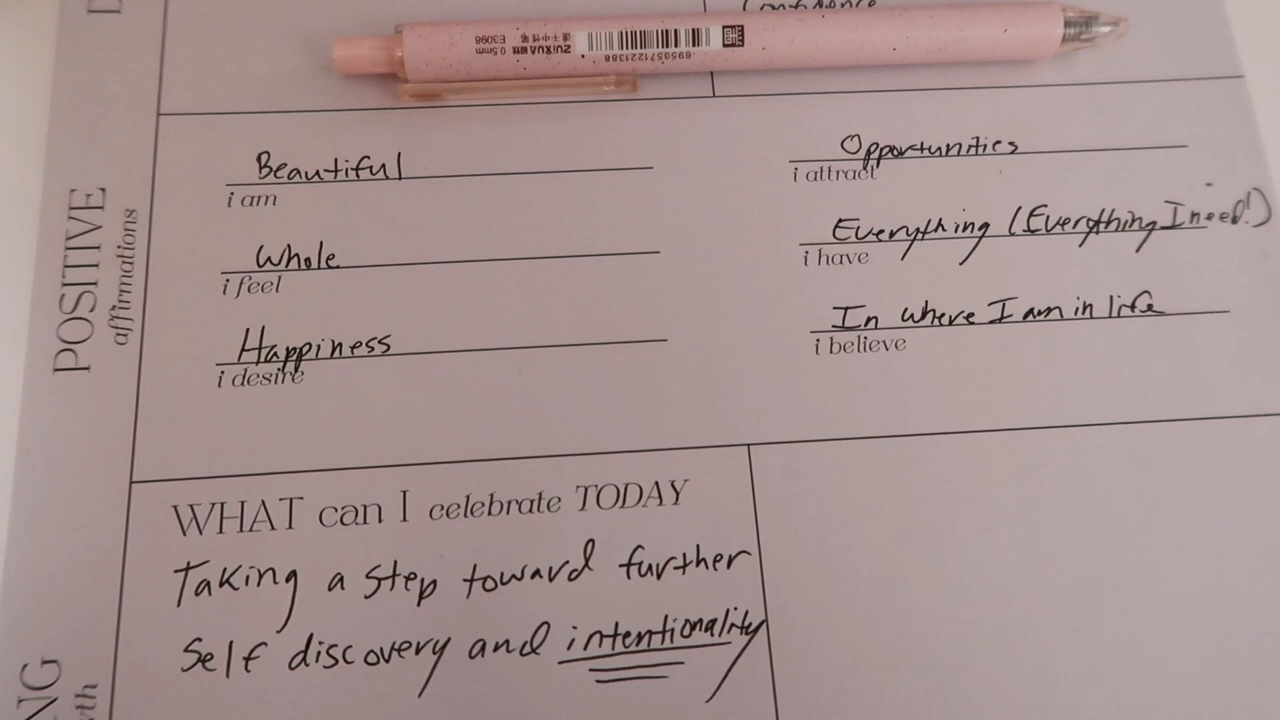 Confidence
ZUIXUA 0.5mm
E3098
6950571221388
POSITIVE
affirmations
Beautiful
i am
Opportunities
i attract
Whole
i feel
Everything (Everything I need!)
i have
Happiness
i desire
In where I am in life
i believe
WHAT can I celebrate TODAY
Taking a step toward further
Self discovery and intentionality